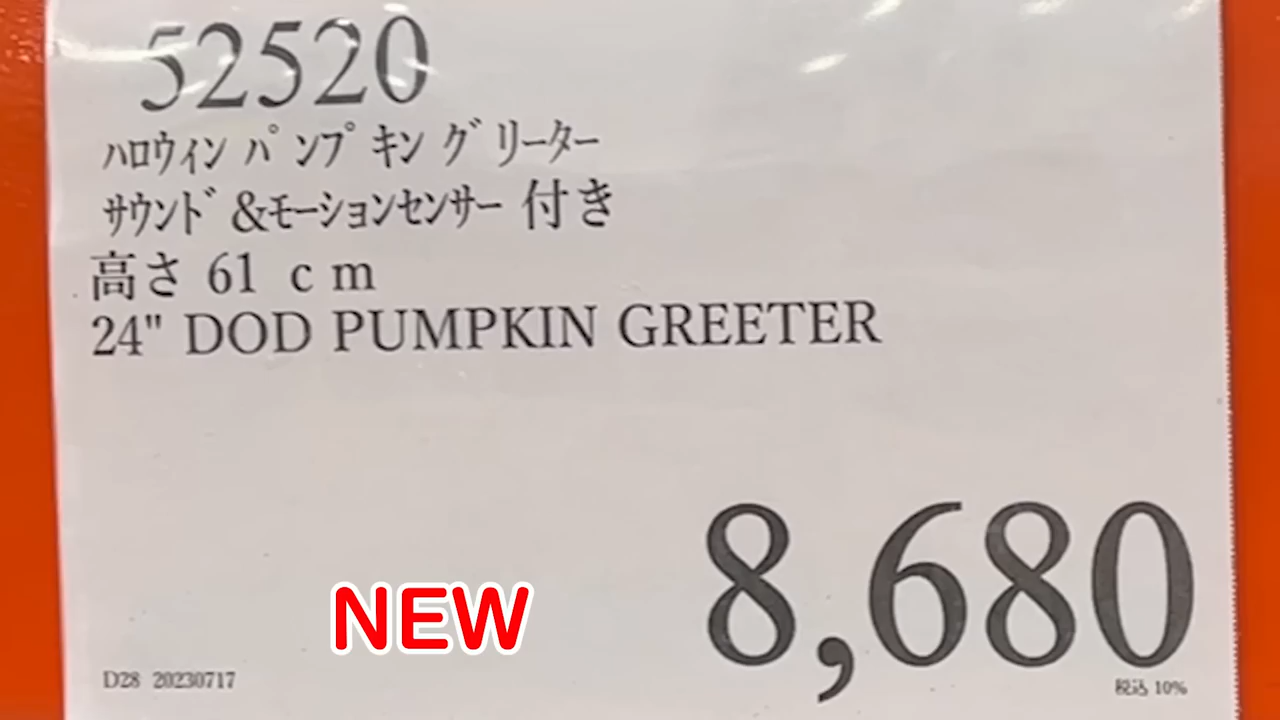 52520
ﾊﾛｳｨﾝ ﾊﾟﾝﾌﾟｷﾝ ｸﾞﾘｰﾀｰ
ｻｳﾝﾄﾞ&ﾓｰｼｮﾝｾﾝｻｰ 付き
高さ 61 ｃｍ
24" DOD PUMPKIN GREETER
8,680
NEW
D28 20230717
税込 10%